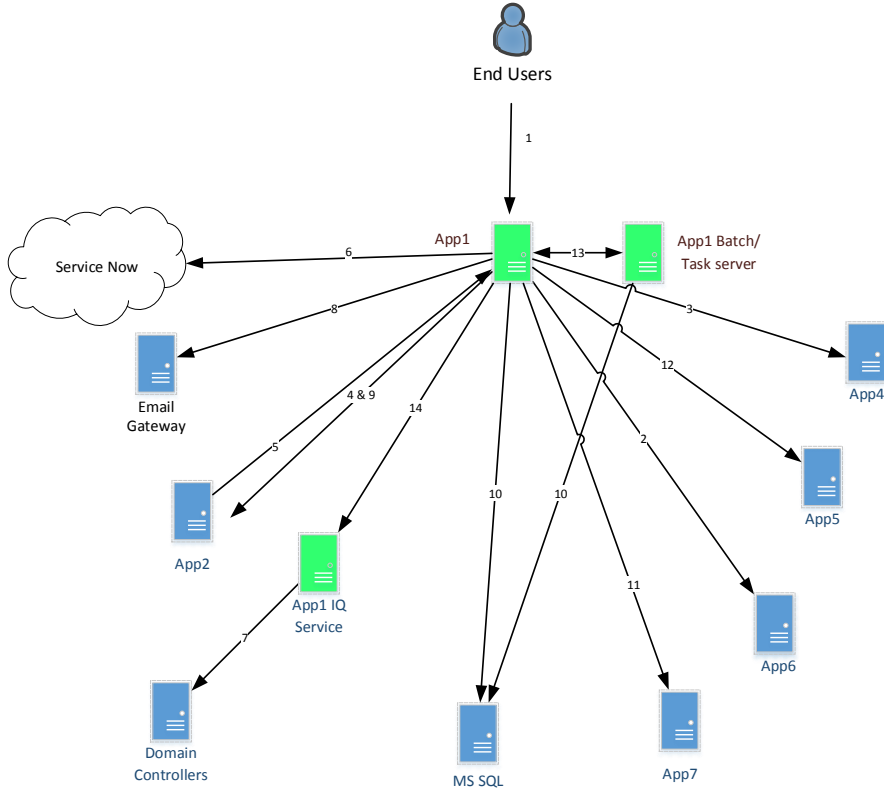 End Users
1
App1
App1 Batch/
Task server
13
6
Service Now
8
3
12
App4
Email
Gateway
4 & 9
14
5
2
10
10
App5
App2
App1 IQ
Service
11
7
App6
Domain
Controllers
MS SQL
App7